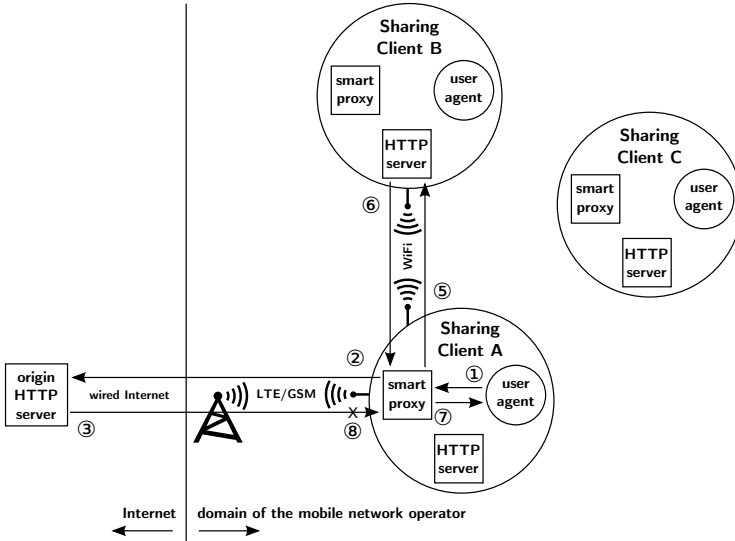 Sharing
Client B
smart
proxy
user
agent
HTTP
server
Sharing
Client C
smart
proxy
user
agent
HTTP
server
⑥
WiFi
⑤
Sharing
Client A
②
①
origin
HTTP
server
wired Internet
LTE/GSM
smart
proxy
user
agent
X
③
⑧
⑦
HTTP
server
Internet
domain of the mobile network operator